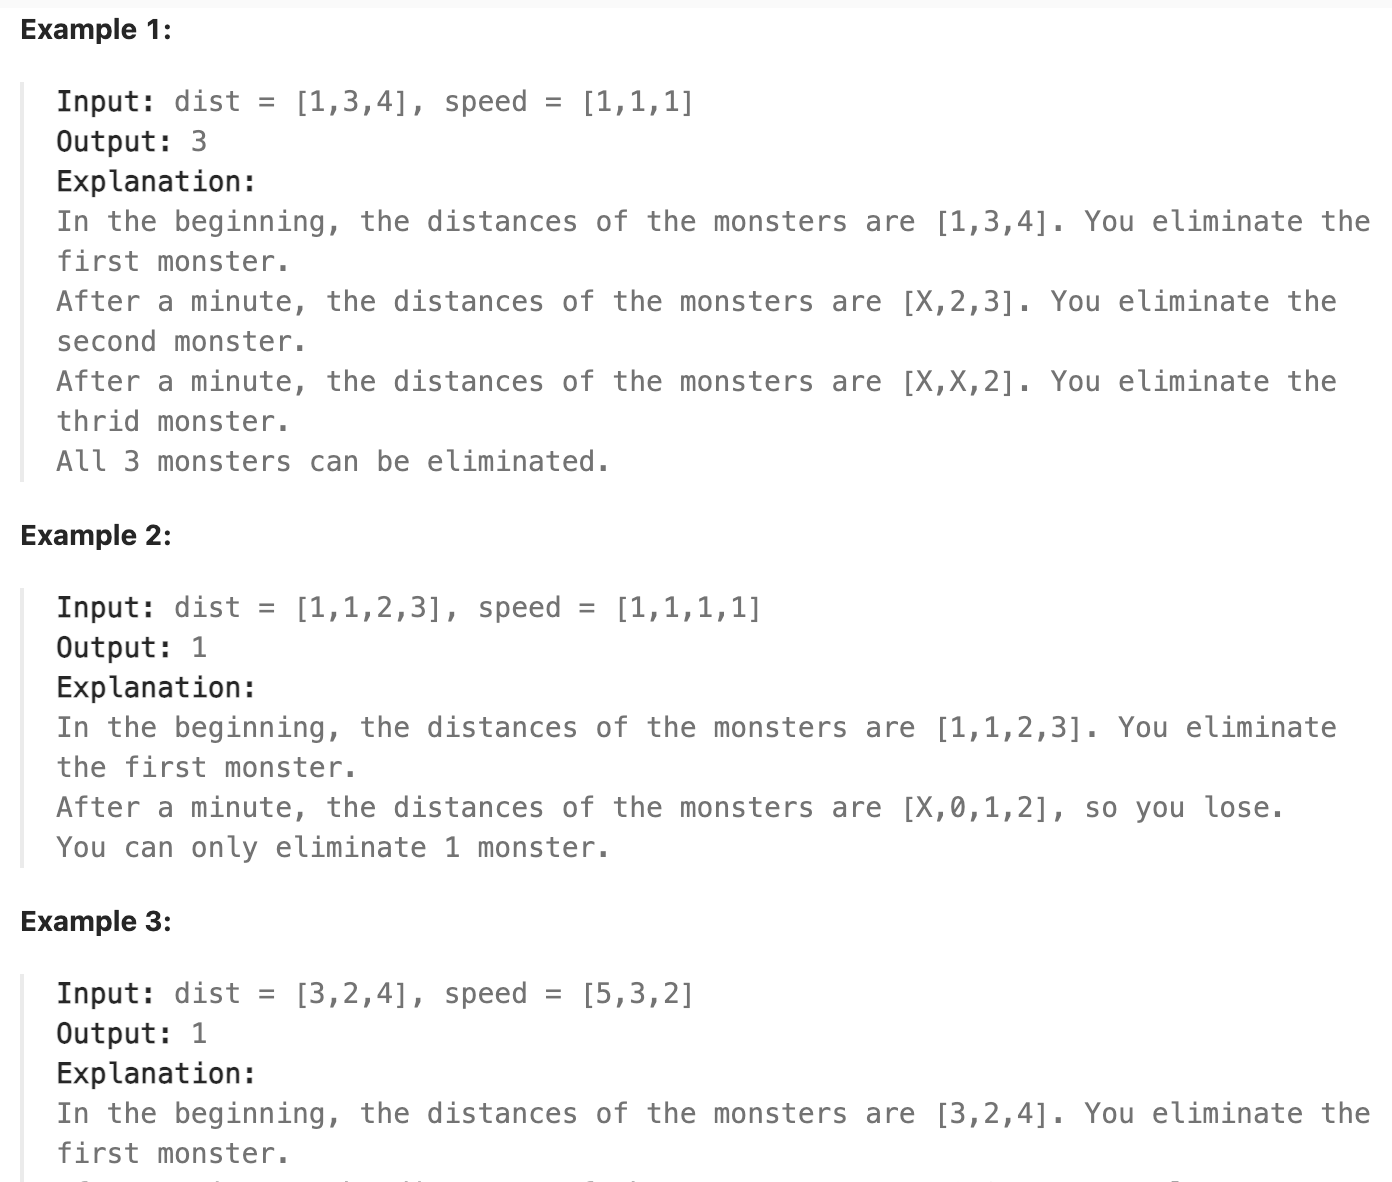 Example 1:
Input: dist = [1,3,4], speed = [1,1,1]
Output: 3
Explanation:
In the beginning, the distances of the monsters are [1,3,4]. You eliminate the
first monster.
After a minute, the distances of the monsters are [X,2,3]. You eliminate the
second monster.
After a minute, the distances of the monsters are [X,X,2]. You eliminate the
thrid monster.
All 3 monsters can be eliminated.
Example 2:
Input: dist = [1,1,2,3], speed = [1,1,1,1]
Output: 1
Explanation:
In the beginning, the distances of the monsters are [1,1,2,3]. You eliminate
the first monster.
After a minute, the distances of the monsters are [X,0,1,2], so you lose.
You can only eliminate 1 monster.
Example 3:
Input: dist = [3,2,4], speed = [5,3,2]
Output: 1
Explanation:
In the beginning, the distances of the monsters are [3,2,4]. You eliminate the
first monster.